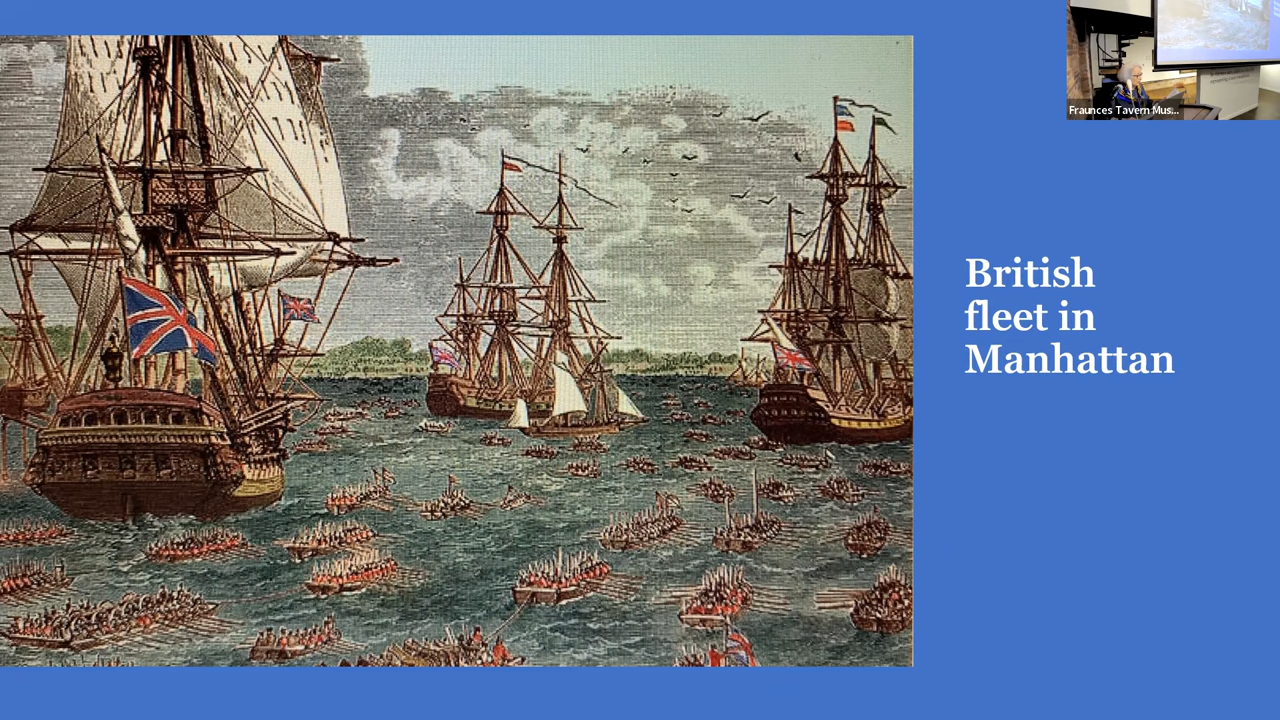 Fraunces Tavern Mus...
British
fleet in
Manhattan